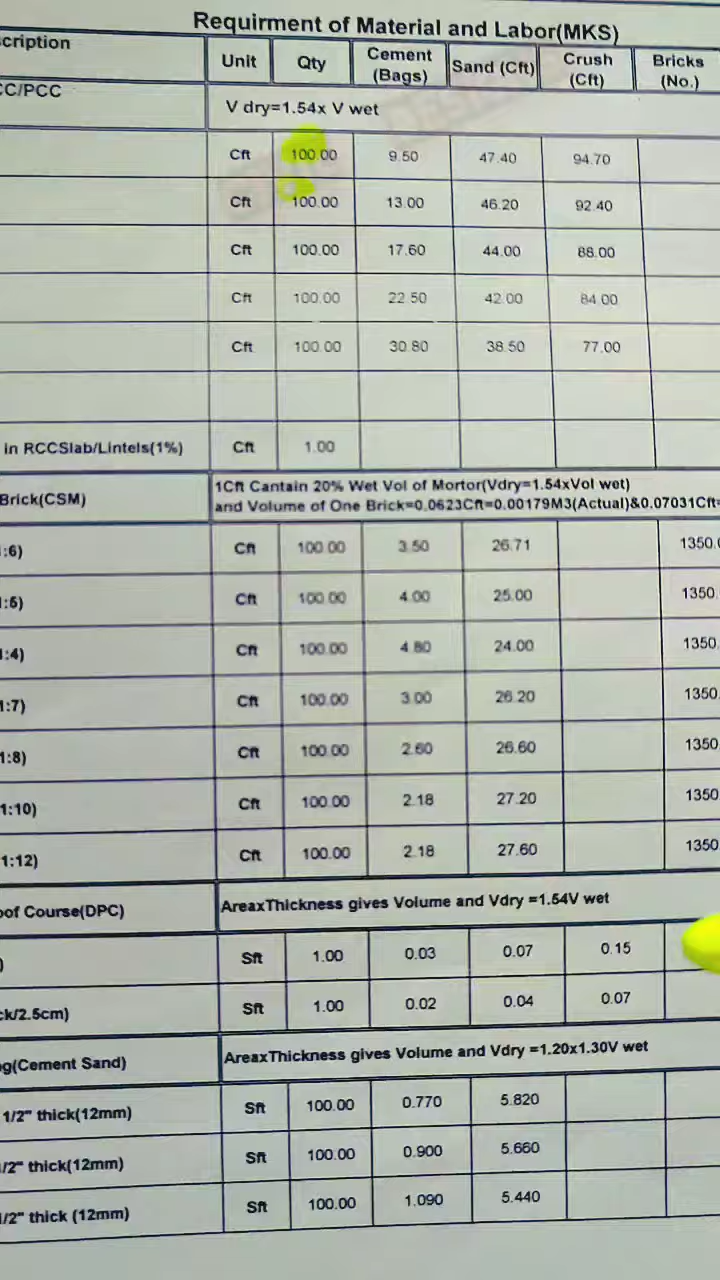 Requirment of Material and Labor(MKS)
cription Unit Qty Cement (Bags) Sand (Cft) Crush (Cft) Bricks (No.)
CC/PCC V dry=1.54x V wet
Cft 100.00 9.50 47.40 94.70
Cft 100.00 13.00 46.20 92.40
Cft 100.00 17.60 44.00 88.00
Cft 100.00 22.50 42.00 84.00
Cft 100.00 30.80 38.50 77.00
in RCCSlab/Lintels(1%) Cft 1.00
Brick(CSM) 1Cft Cantain 20% Wet Vol of Mortor(Vdry=1.54xVol wet)
and Volume of One Brick=0.0623Cft=0.00179M3(Actual)&0.07031Cft=
:6) Cft 100.00 3.50 26.71 1350.
1:5) Cft 100.00 4.00 25.00 1350.
1:4) Cft 100.00 4.80 24.00 1350
1:7) Cft 100.00 3.00 26.20 1350
1:8) Cft 100.00 2.60 26.60 1350
1:10) Cft 100.00 2.18 27.20 1350
1:12) Cft 100.00 2.18 27.60 1350
oof Course(DPC) AreaxThickness gives Volume and Vdry =1.54V wet
) Sft 1.00 0.03 0.07 0.15
ck/2.5cm) Sft 1.00 0.02 0.04 0.07
g(Cement Sand) AreaxThickness gives Volume and Vdry =1.20x1.30V wet
1/2" thick(12mm) Sft 100.00 0.770 5.820
/2" thick(12mm) Sft 100.00 0.900 5.660
1/2" thick (12mm) Sft 100.00 1.090 5.440